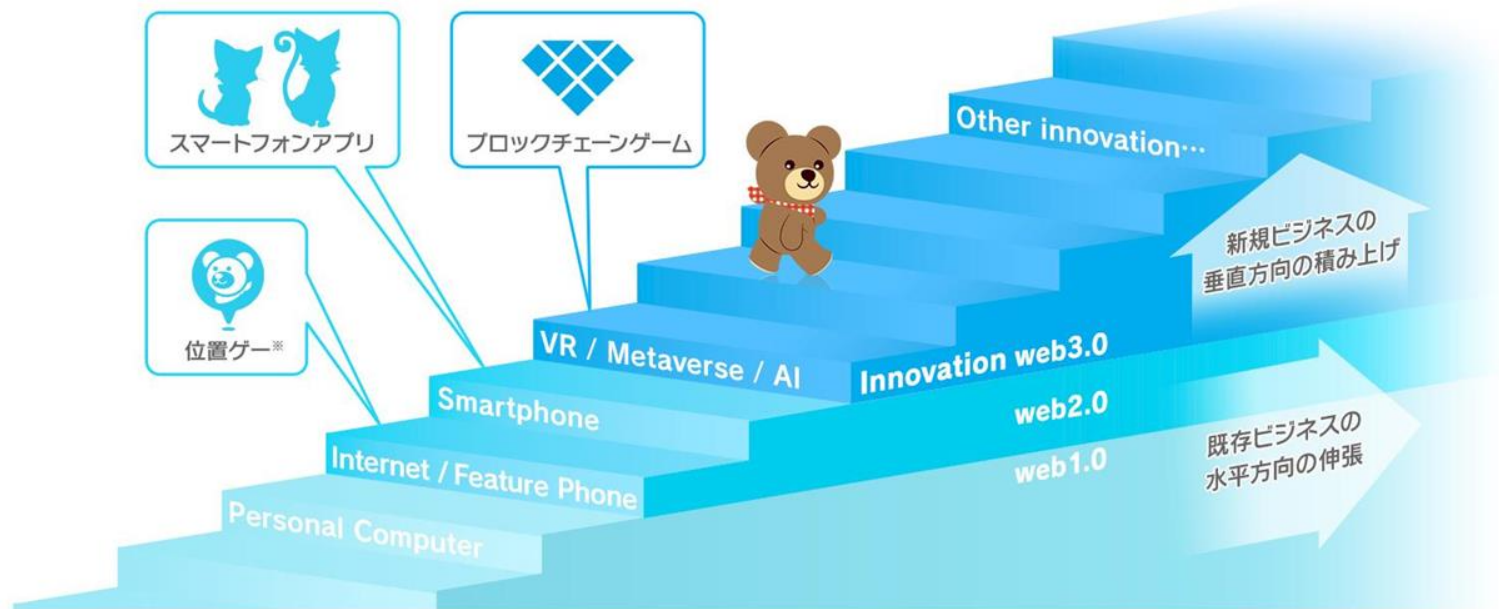 スマートフォンアプリ
ブロックチェーンゲーム
位置ゲー※
Other innovation…
新規ビジネスの
垂直方向の積み上げ
VR / Metaverse / AI
Innovation web3.0
Smartphone
web2.0
既存ビジネスの
水平方向の伸張
Internet / Feature Phone
web1.0
Personal Computer